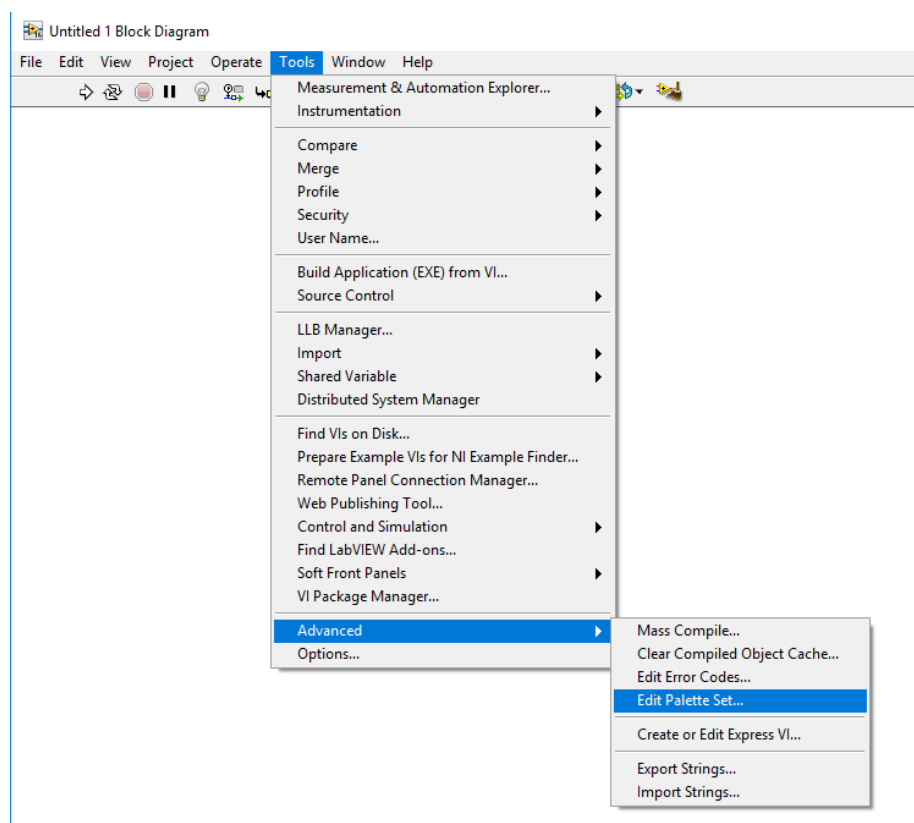 Untitled 1 Block Diagram
File Edit View Project Operate Tools Window Help
Measurement & Automation Explorer...
Instrumentation
Compare
Merge
Profile
Security
User Name...
Build Application (EXE) from VI...
Source Control
LLB Manager...
Import
Shared Variable
Distributed System Manager
Find VIs on Disk...
Prepare Example VIs for NI Example Finder...
Remote Panel Connection Manager...
Web Publishing Tool...
Control and Simulation
Find LabVIEW Add-ons...
Soft Front Panels
VI Package Manager...
Advanced
Options...
Mass Compile...
Clear Compiled Object Cache...
Edit Error Codes...
Edit Palette Set...
Create or Edit Express VI...
Export Strings...
Import Strings...